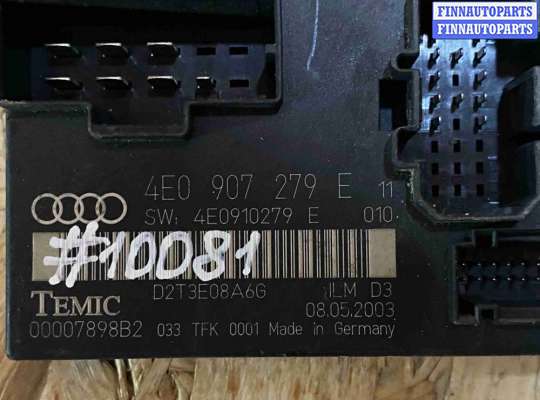 FINNAUTOPARTS
FINNAUTOPARTS
4E0 907 279 E 11
SW: 4E0910279 E 010
#10081
D2T3E08A6G ILM D3
TEMIC 08.05.2003
00007898B2 033 TFK 0001 Made in Germany